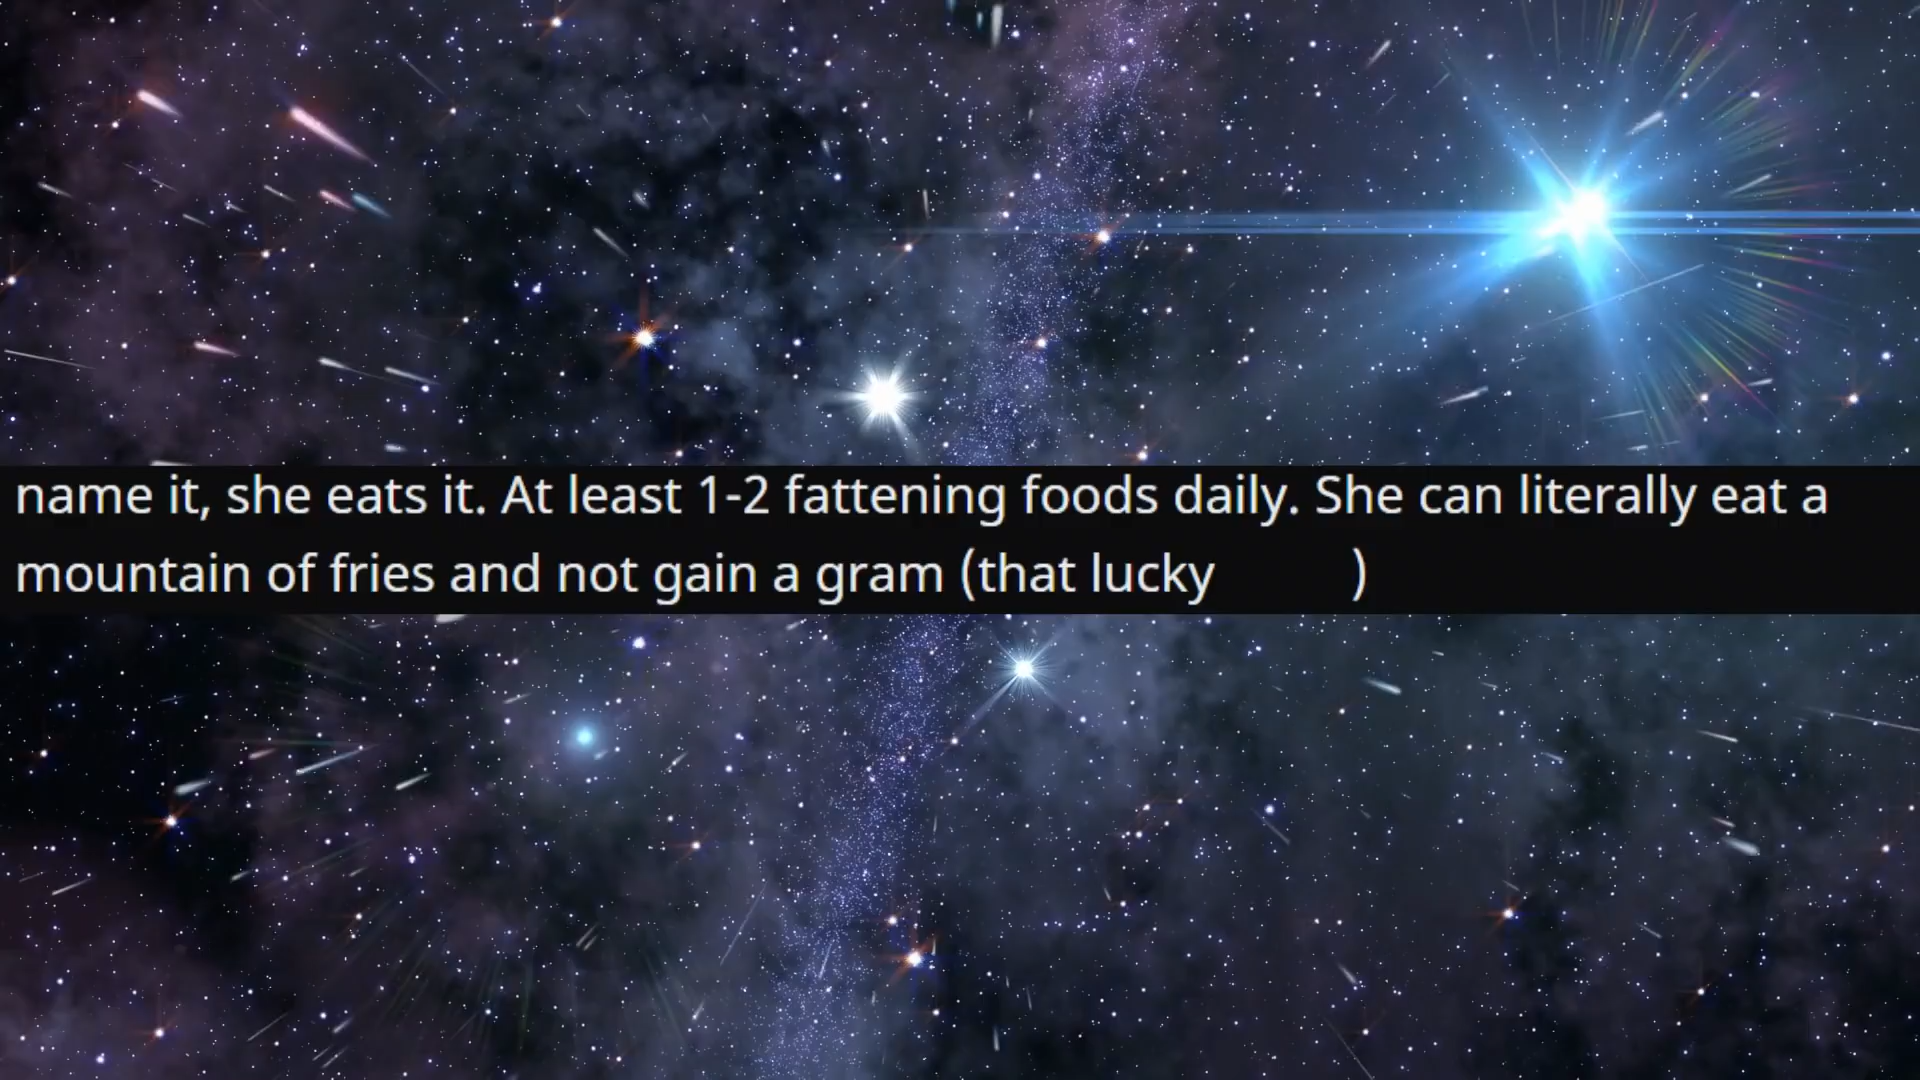 name it, she eats it. At least 1-2 fattening foods daily. She can literally eat a
mountain of fries and not gain a gram (that lucky )